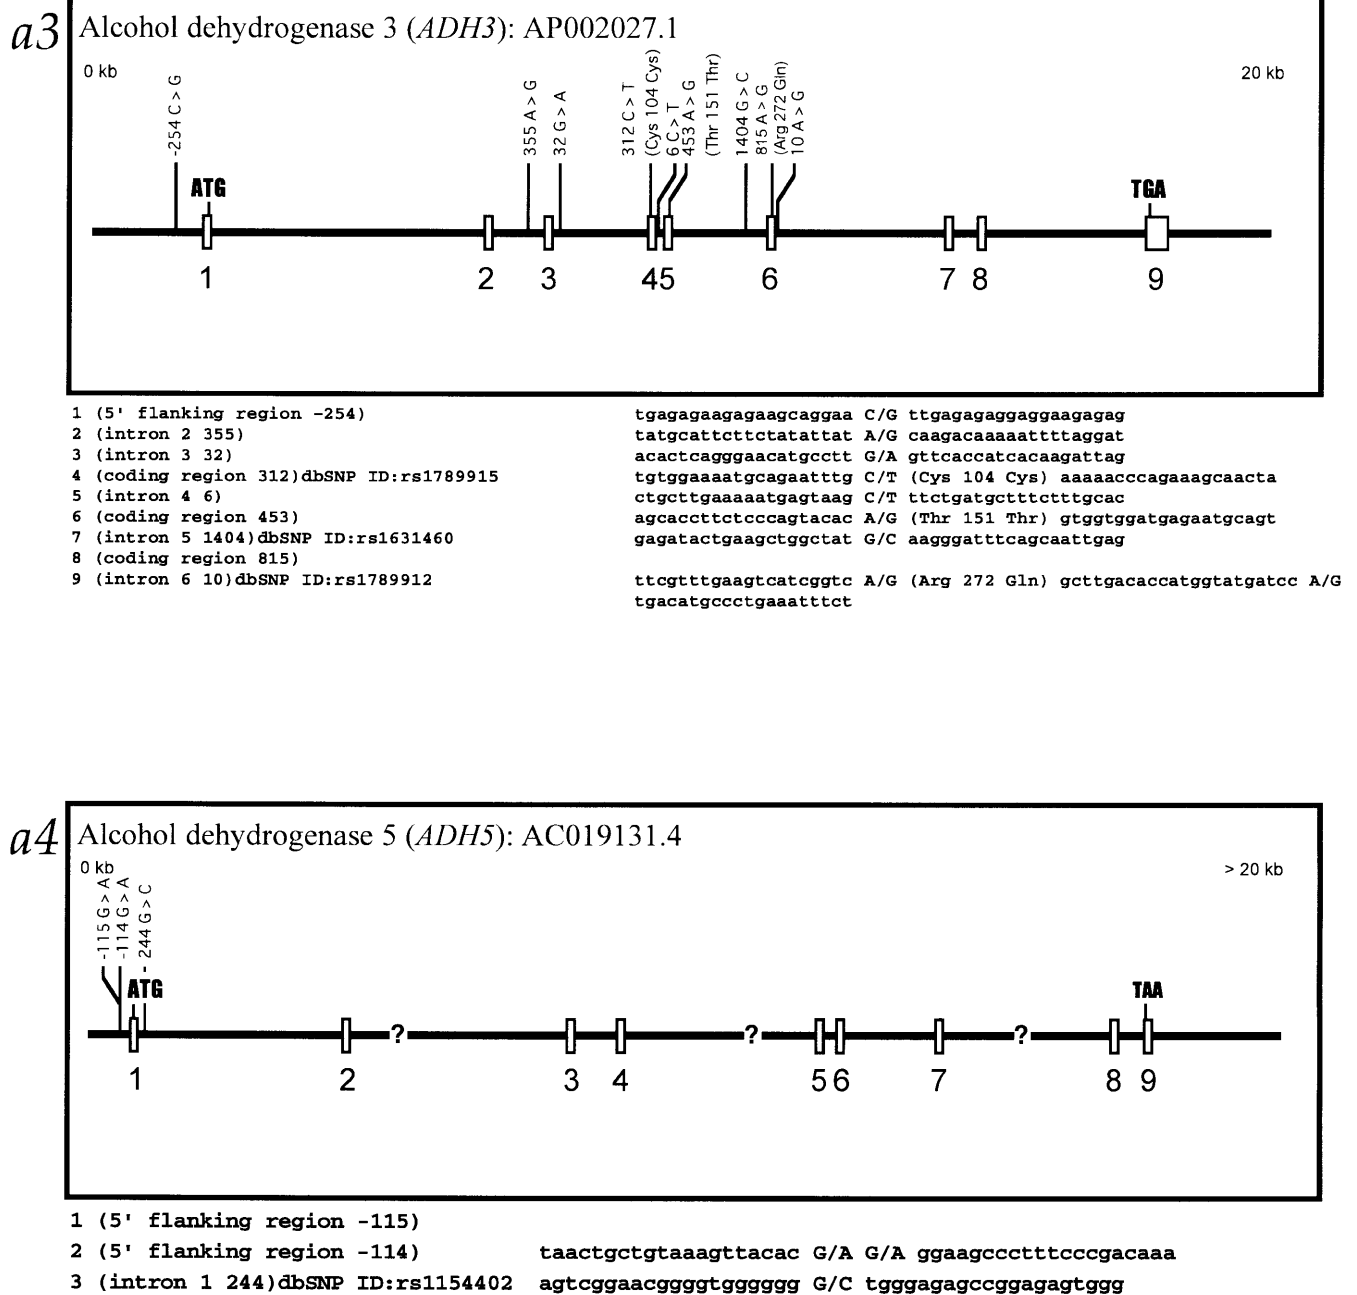 a3 Alcohol dehydrogenase 3 (ADH3): AP002027.1
0 kb 20 kb
-254 C > G
355 A > G
32 G > A
312 C > T
(Cys 104 Cys)
6 C > T
453 A > G
(Thr 151 Thr)
1404 G > C
815 A > G
(Arg 272 Gln)
10 A > G
ATG TGA
1 2 3 4 5 6 7 8 9
1 (5' flanking region -254) tgagagaagagaagcaggaa C/G ttgagagaggaggaagagag
2 (intron 2 355) tatgcattcttctatattat A/G caagacaaaaattttaggat
3 (intron 3 32) acactcagggaacatgcctt G/A gttcaccatcacaagattag
4 (coding region 312)dbSNP ID:rs1789915 tgtggaaaatgcagaatttg C/T (Cys 104 Cys) aaaaacccagaaagcaacta
5 (intron 4 6) ctgcttgaaaaatgagtaag C/T ttctgatgctttctttgcac
6 (coding region 453) agcaccttctcccagtacac A/G (Thr 151 Thr) gtggtggatgagaatgcagt
7 (intron 5 1404)dbSNP ID:rs1631460 gagatactgaagctggctat G/C aagggatttcagcaattgag
8 (coding region 815)
9 (intron 6 10)dbSNP ID:rs1789912 ttcgtttgaagtcatcggtc A/G (Arg 272 Gln) gcttgacaccatggtatgatcc A/G
tgacatgccctgaaatttct
a4 Alcohol dehydrogenase 5 (ADH5): AC019131.4
0 kb > 20 kb
-115 G > A
-114 G > A
- 244 G > C
ATG TAA
? ? ?
1 2 3 4 5 6 7 8 9
1 (5' flanking region -115)
2 (5' flanking region -114) taactgctgtaaagttacac G/A G/A ggaagcccctttcccgacaaa
3 (intron 1 244)dbSNP ID:rs1154402 agtcggaacggggtgggggg G/C tgggagagccggagagtggg